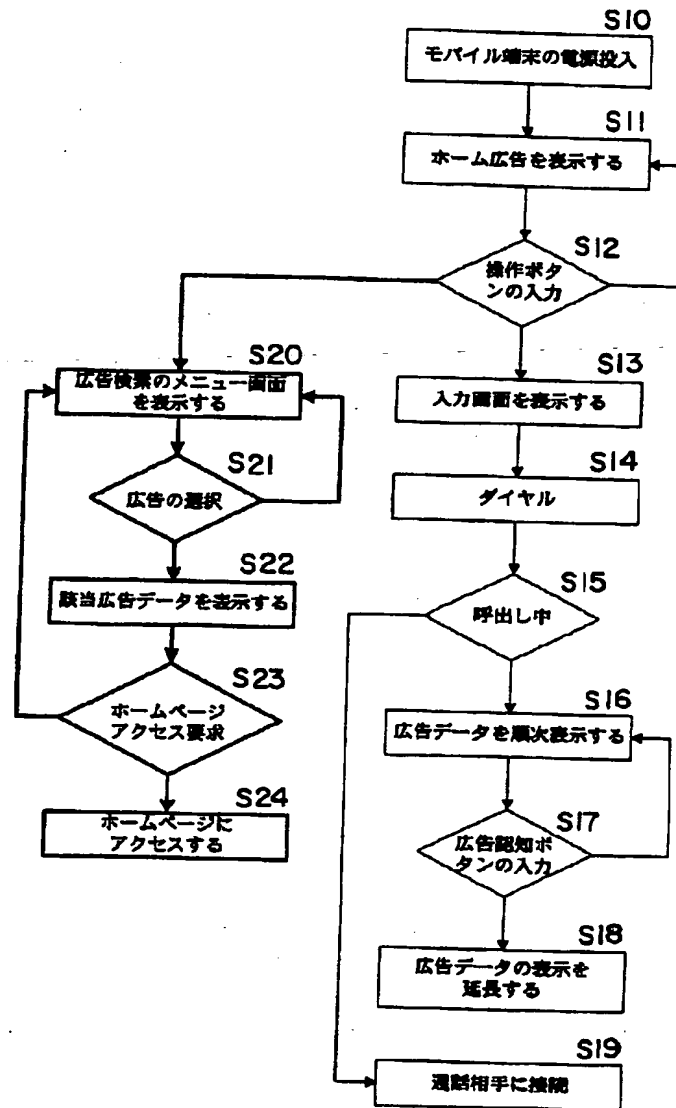 S10
モバイル端末の電源投入
S11
ホーム広告を表示する
S12
操作ボタ
ンの入力
S13
入力画面を表示する
S14
ダイヤル
S15
呼出し中
S16
広告データを順次表示する
S17
広告認知ボ
タンの入力
S18
広告データの表示を
延長する
S19
通話相手に接続
S20
広告検索のメニュー画面
を表示する
S21
広告の選択
S22
該当広告データを表示する
S23
ホームページ
アクセス要求
S24
ホームページに
アクセスする